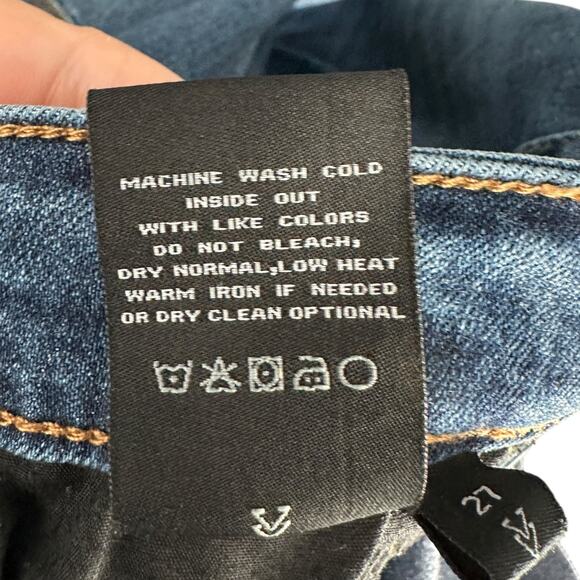 MACHINE WASH COLD
INSIDE OUT
WITH LIKE COLORS
DO NOT BLEACH;
DRY NORMAL,LOW HEAT
WARM IRON IF NEEDED
OR DRY CLEAN OPTIONAL
27